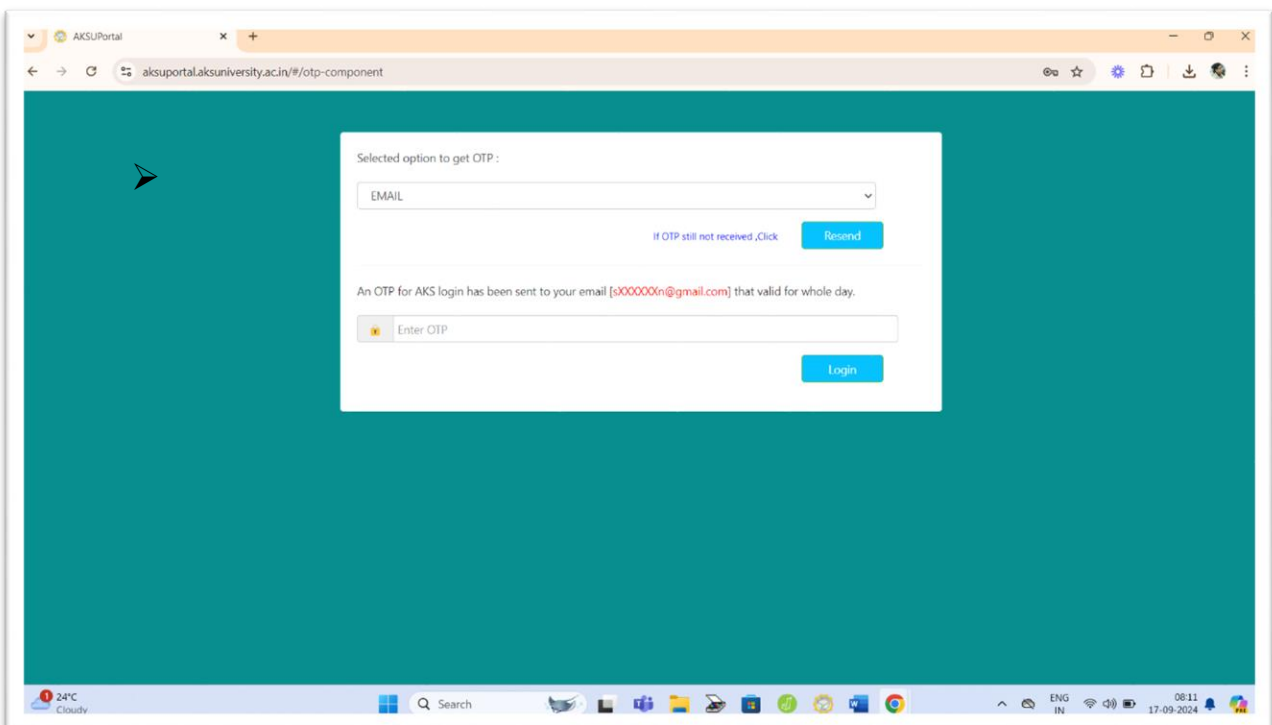 AKSUPortal
aksuportal.aksuniversity.ac.in/#/otp-component
Selected option to get OTP :
EMAIL
If OTP still not received ,Click Resend
An OTP for AKS login has been sent to your email [sXXXXXXn@gmail.com] that valid for whole day.
Enter OTP
Login
1
24°C
Cloudy
Search
ENG
IN
08:11
17-09-2024
PRE